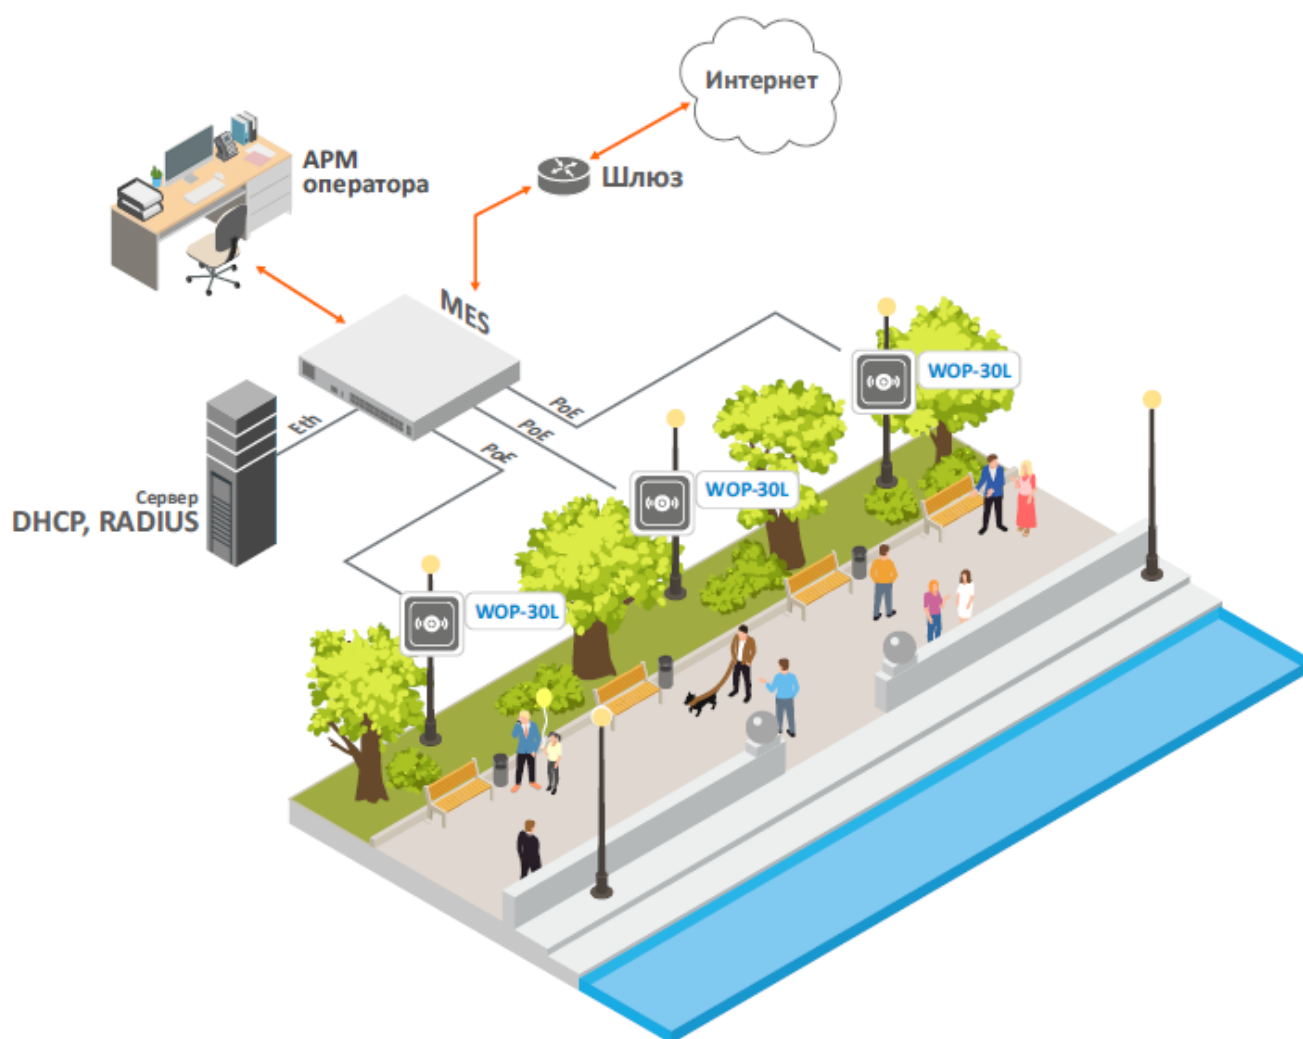 Интернет
АРМ
оператора
Шлюз
MES
WOP-30L
PoE
Eth
PoE
PoE
WOP-30L
Сервер
DHCP, RADIUS
WOP-30L